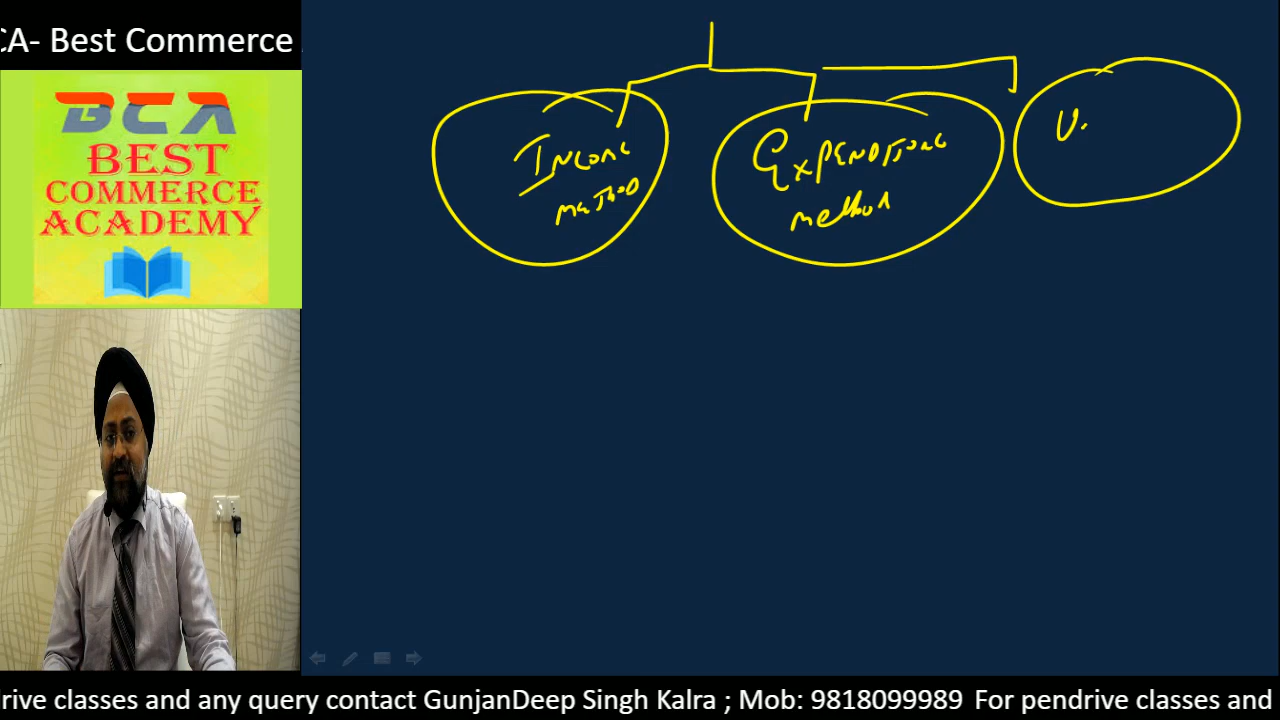 CA- Best Commerce
BCA
BEST
COMMERCE
ACADEMY
Income
method
Expenditure
method
V.
rive classes and any query contact GunjanDeep Singh Kalra ; Mob: 9818099989 For pendrive classes and